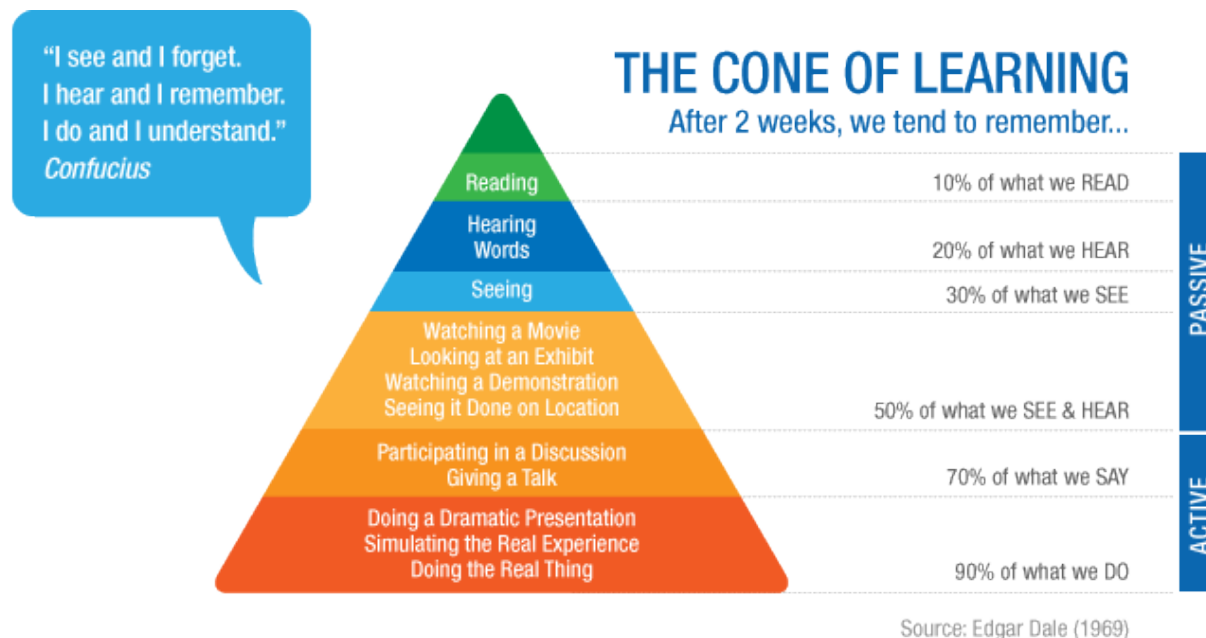 “I see and I forget.
I hear and I remember.
I do and I understand.”
Confucius
THE CONE OF LEARNING
After 2 weeks, we tend to remember...
Reading
10% of what we READ
Hearing
Words
20% of what we HEAR
Seeing
30% of what we SEE
Watching a Movie
Looking at an Exhibit
Watching a Demonstration
Seeing it Done on Location
50% of what we SEE & HEAR
PASSIVE
Participating in a Discussion
Giving a Talk
70% of what we SAY
Doing a Dramatic Presentation
Simulating the Real Experience
Doing the Real Thing
90% of what we DO
ACTIVE
Source: Edgar Dale (1969)